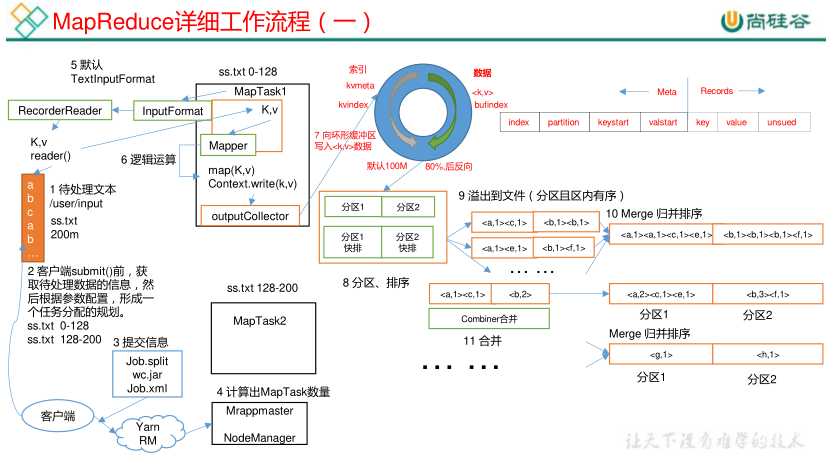 MapReduce详细工作流程（一）
尚硅谷
5 默认
TextInputFormat
ss.txt 0-128
MapTask1
RecorderReader
InputFormat
K,v
K,v
reader()
Mapper
6 逻辑运算
map(K,v)
Context.write(k,v)
outputCollector
a
b
c
a
b
...
1 待处理文本
/user/input
ss.txt
200m
2 客户端submit()前，获
取待处理数据的信息，然
后根据参数配置，形成一
个任务分配的规划。
ss.txt 0-128
ss.txt 128-200
3 提交信息
Job.split
wc.jar
Job.xml
客户端
Yarn
RM
4 计算出MapTask数量
Mrappmaster
NodeManager
ss.txt 128-200
MapTask2
索引
kvmeta
kvindex
数据
<k,v>
bufindex
7 向环形缓冲区
写入<k,v>数据
默认100M
80%,后反向
Meta
Records
index
partition
keystart
valstart
key
value
unsued
分区1
分区2
分区1
快排
分区2
快排
8 分区、排序
9 溢出到文件（分区且区内有序）
<a,1><c,1>
<b,1><b,1>
<a,1><e,1>
<b,1><f,1>
... ...
10 Merge 归并排序
<a,1><a,1><c,1><e,1>
<b,1><b,1><b,1><f,1>
<a,1><c,1>
<b,2>
Combiner合并
11 合并
... ...
<a,2><c,1><e,1>
<b,3><f,1>
分区1
分区2
Merge 归并排序
<g,1>
<h,1>
分区1
分区2
让天下没有难学的技术